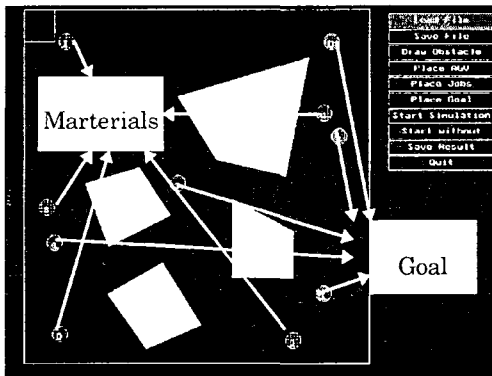 Marterials
Goal
Load File
Save File
Draw Obstacle
Place AGV
Place Jobs
Place Goal
Start Simulation
Start without
Save Result
Quit